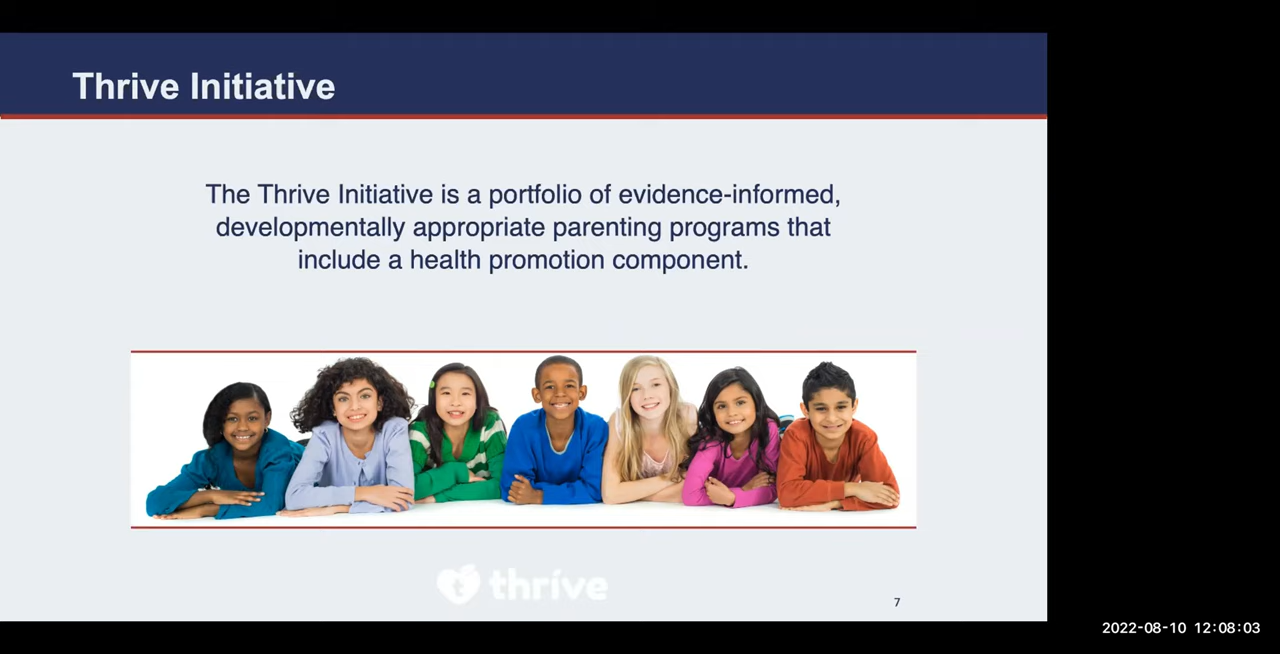 Thrive Initiative
The Thrive Initiative is a portfolio of evidence-informed,
developmentally appropriate parenting programs that
include a health promotion component.
t thrive
7
2022-08-10 12:08:03